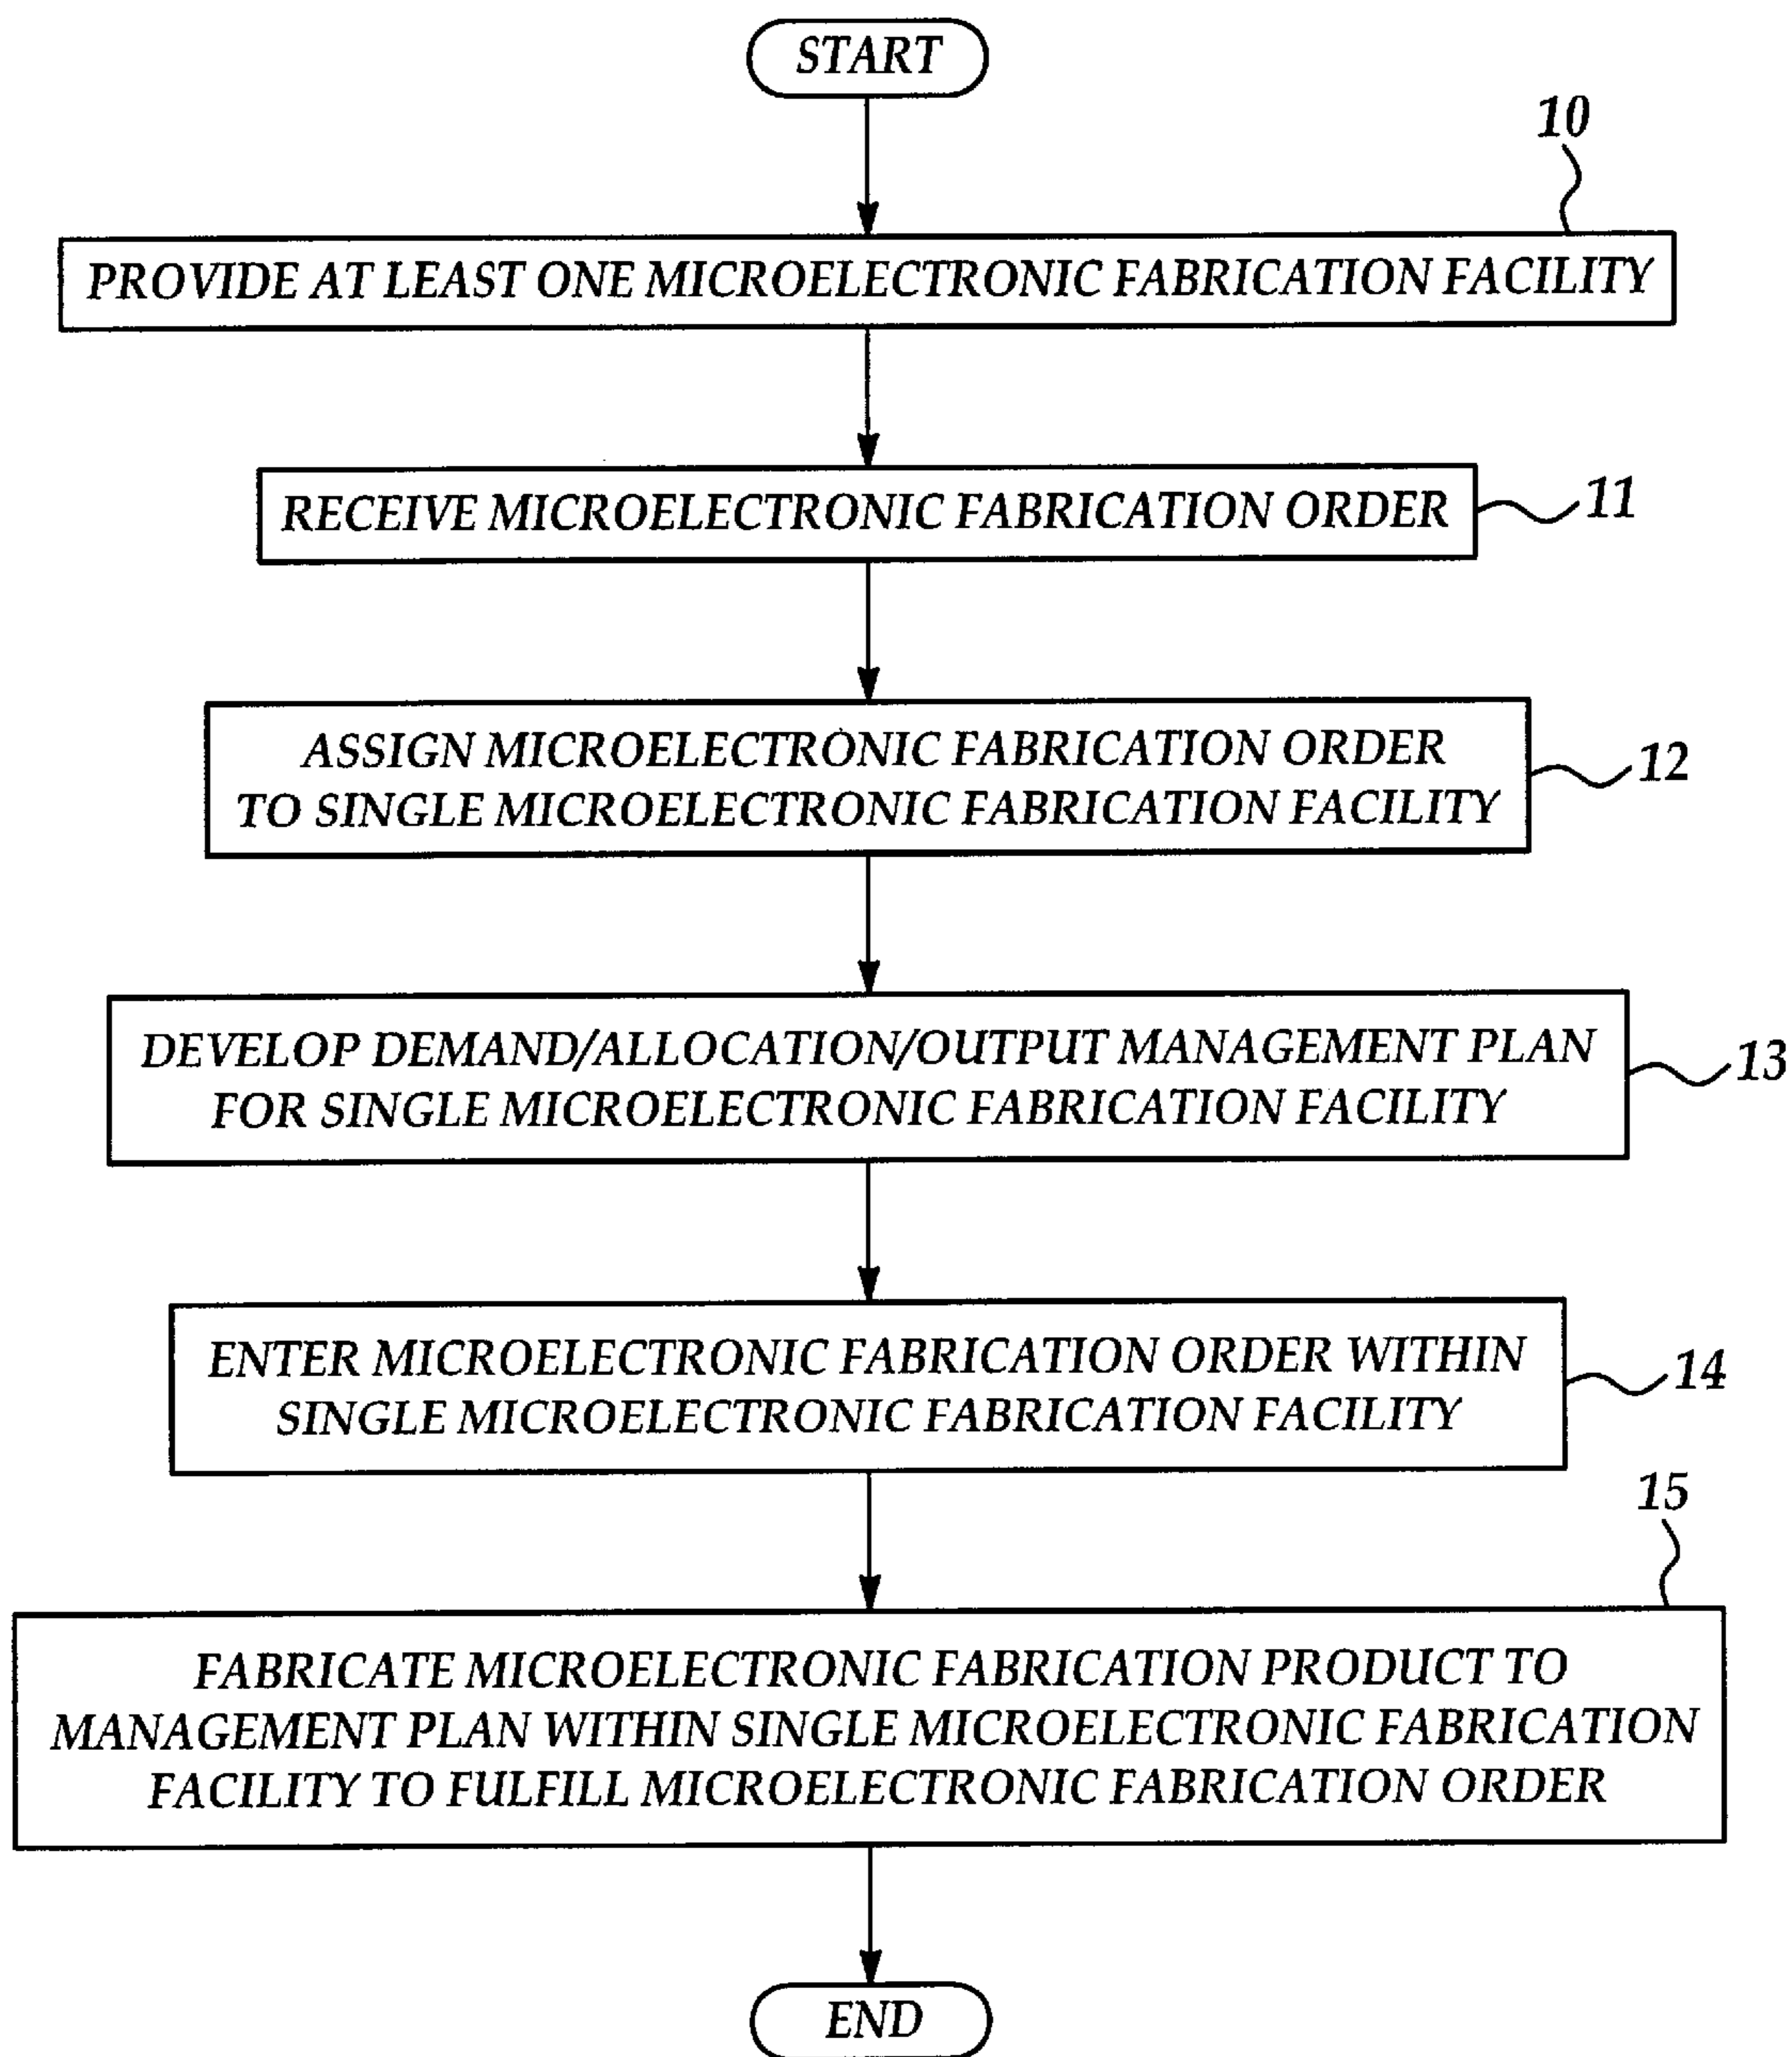 START
10
PROVIDE AT LEAST ONE MICROELECTRONIC FABRICATION FACILITY
RECEIVE MICROELECTRONIC FABRICATION ORDER
11
ASSIGN MICROELECTRONIC FABRICATION ORDER
TO SINGLE MICROELECTRONIC FABRICATION FACILITY
12
DEVELOP DEMAND/ALLOCATION/OUTPUT MANAGEMENT PLAN
FOR SINGLE MICROELECTRONIC FABRICATION FACILITY
13
ENTER MICROELECTRONIC FABRICATION ORDER WITHIN
SINGLE MICROELECTRONIC FABRICATION FACILITY
14
15
FABRICATE MICROELECTRONIC FABRICATION PRODUCT TO
MANAGEMENT PLAN WITHIN SINGLE MICROELECTRONIC FABRICATION
FACILITY TO FULFILL MICROELECTRONIC FABRICATION ORDER
END